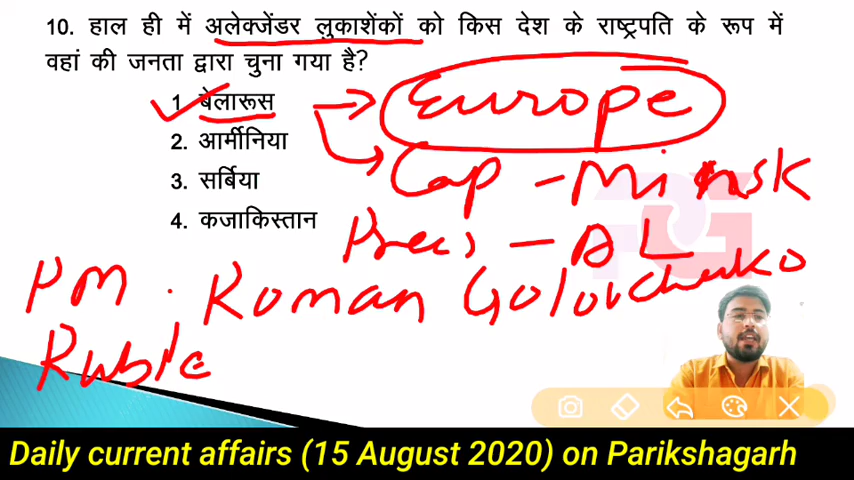 10. हाल ही में अलेक्जेंडर लुकाशेंकों को किस देश के राष्ट्रपति के रूप में
वहां की जनता द्वारा चुना गया है?
1 बेलारूस → Europe
2. आर्मीनिया
Cap - Minsk
3. सर्बिया
4. कजाकिस्तान
Pres - A L
PM . Roman Golovchenko
Ruble
Daily current affairs (15 August 2020) on Parikshagarh